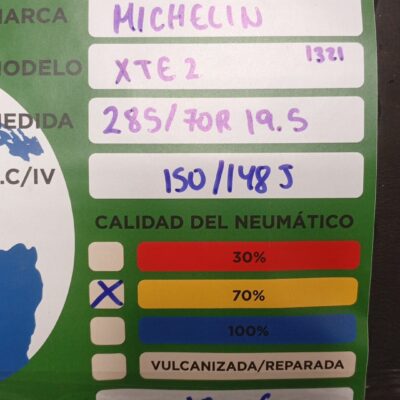 MARCA MICHELIN
MODELO XTE2 1321
MEDIDA 285/70R 19.5
.C/IV 150/148J
CALIDAD DEL NEUMÁTICO
30%
X 70%
100%
VULCANIZADA/REPARADA